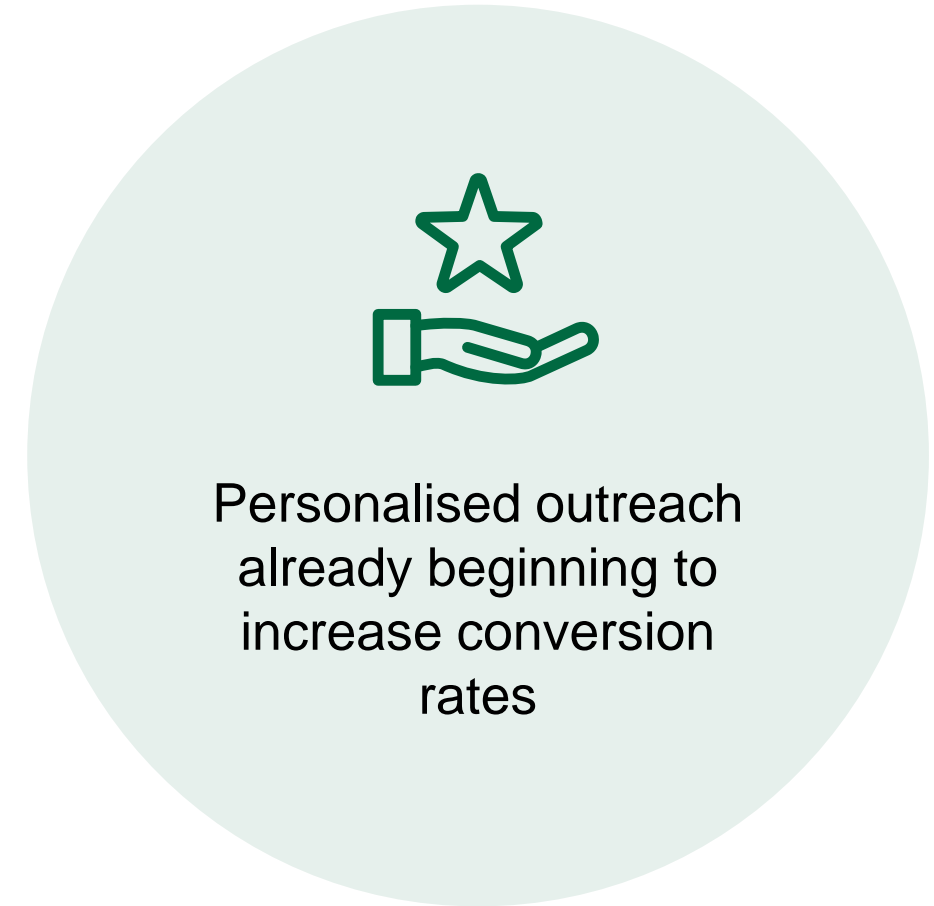 Personalised outreach
already beginning to
increase conversion
rates